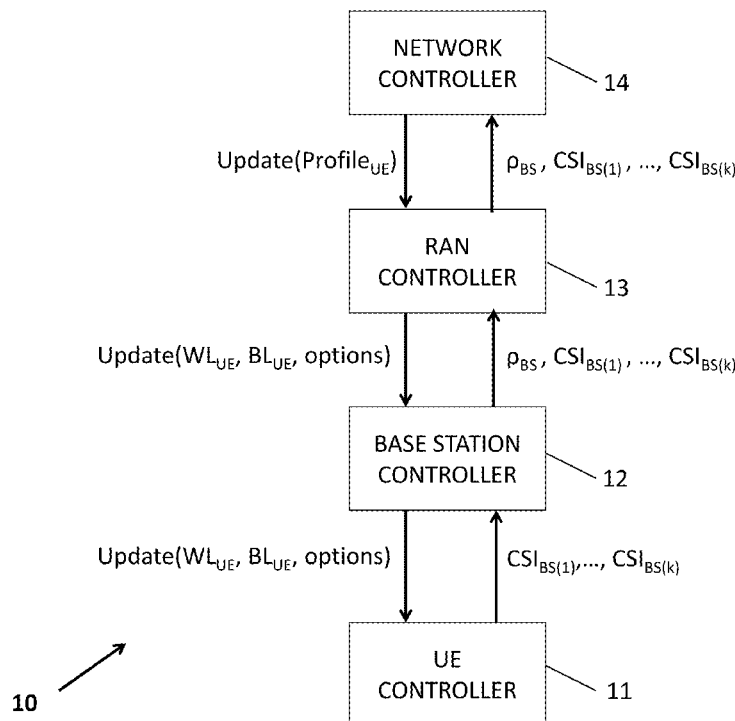 NETWORK
CONTROLLER
14
Update(Profile_UE)
ρ_BS , CSI_BS(1) , ..., CSI_BS(k)
RAN
CONTROLLER
13
Update(WL_UE, BL_UE, options)
ρ_BS , CSI_BS(1) , ..., CSI_BS(k)
BASE STATION
CONTROLLER
12
Update(WL_UE, BL_UE, options)
CSI_BS(1),..., CSI_BS(k)
UE
CONTROLLER
11
10